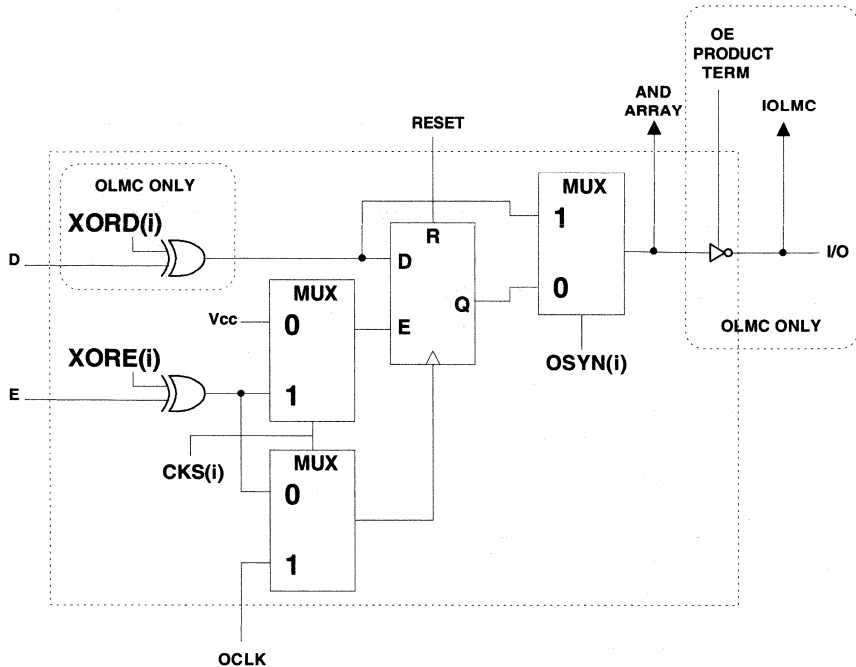 OE
PRODUCT
TERM
AND
ARRAY
IOLMC
RESET
OLMC ONLY
MUX
XORD(i)
1
R
D
D
I/O
MUX
0
Q
Vcc
0
E
OLMC ONLY
XORE(i)
OSYN(i)
E
1
MUX
CKS(i)
0
1
OCLK